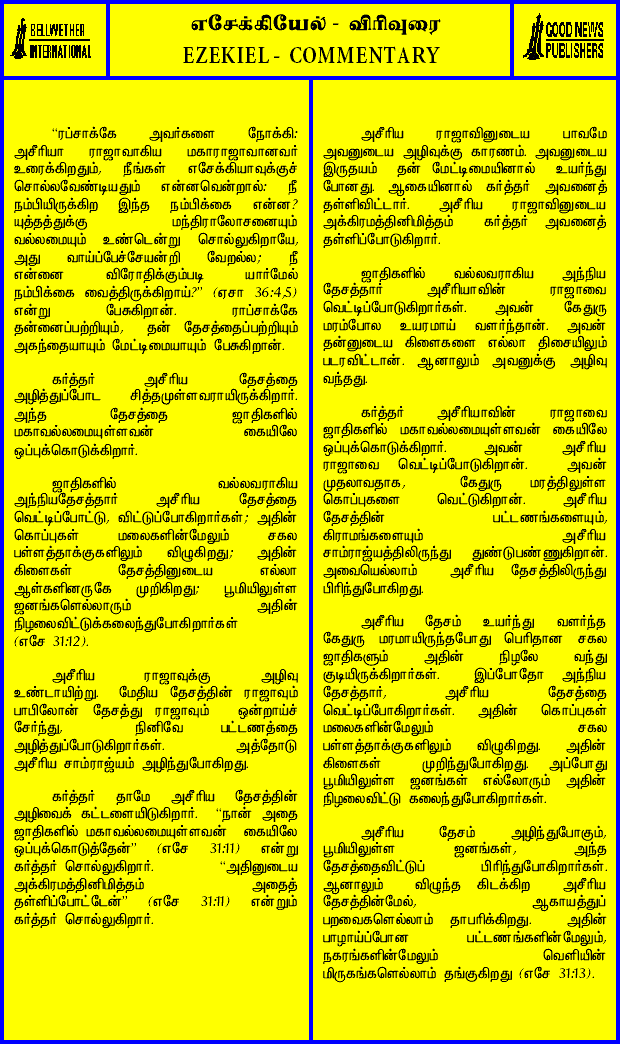 BELLWETHER
INTERNATIONAL
எசேக்கியேல் - விரிவுரை
EZEKIEL - COMMENTARY
GOOD NEWS
PUBLISHERS
“ரப்சாக்கே அவர்களை நோக்கி:
அசீரியா ராஜாவாகிய மகாராஜாவானவர்
உரைக்கிறதும், நீங்கள் எசேக்கியாவுக்குச்
சொல்லவேண்டியதும் என்னவென்றால்: நீ
நம்பியிருக்கிற இந்த நம்பிக்கை என்ன?
யுத்தத்துக்கு மந்திராலோசனையும்
வல்லமையும் உண்டென்று சொல்லுகிறாயே,
அது வாய்ப்பேச்சேயன்றி வேறல்ல; நீ
என்னை விரோதிக்கும்படி யார்மேல்
நம்பிக்கை வைத்திருக்கிறாய்?” (ஏசா 36:4,5)
என்று பேசுகிறான். ராப்சாக்கே
தன்னைப்பற்றியும், தன் தேசத்தைப்பற்றியும்
அகந்தையாயும் மேட்டிமையாயும் பேசுகிறான்.
கர்த்தர் அசீரிய தேசத்தை
அழித்துப்போட சித்தமுள்ளவராயிருக்கிறார்.
அந்த தேசத்தை ஜாதிகளில்
மகாவல்லமையுள்ளவன் கையிலே
ஒப்புக்கொடுக்கிறார்.
ஜாதிகளில் வல்லவராகிய
அந்நியதேசத்தார் அசீரிய தேசத்தை
வெட்டிப்போட்டு, விட்டுப்போகிறார்கள்; அதின்
கொப்புகள் மலைகளின்மேலும் சகல
பள்ளத்தாக்குகளிலும் விழுகிறது; அதின்
கிளைகள் தேசத்தினுடைய எல்லா
ஆள்களினருகே முறிகிறது; பூமியிலுள்ள
ஜனங்களெல்லாரும் அதின்
நிழலைவிட்டுக்கலைந்துபோகிறார்கள்
(எசே 31:12).
அசீரிய ராஜாவுக்கு அழிவு
உண்டாயிற்று. மேதிய தேசத்தின் ராஜாவும்
பாபிலோன் தேசத்து ராஜாவும் ஒன்றாய்ச்
சேர்ந்து, நினிவே பட்டணத்தை
அழித்துப்போடுகிறார்கள். அத்தோடு
அசீரிய சாம்ராஜ்யம் அழிந்துபோகிறது.
கர்த்தர் தாமே அசீரிய தேசத்தின்
அழிவைக் கட்டளையிடுகிறார். “நான் அதை
ஜாதிகளில் மகாவல்லமையுள்ளவன் கையிலே
ஒப்புக்கொடுத்தேன்” (எசே 31:11) என்று
கர்த்தர் சொல்லுகிறார். “அதினுடைய
அக்கிரமத்தினிமித்தம் அதைத்
தள்ளிப்போட்டேன்” (எசே 31:11) என்றும்
கர்த்தர் சொல்லுகிறார்.
அசீரிய ராஜாவினுடைய பாவமே
அவனுடைய அழிவுக்கு காரணம். அவனுடைய
இருதயம் தன் மேட்டிமையினால் உயர்ந்து
போனது. ஆகையினால் கர்த்தர் அவனைத்
தள்ளிவிட்டார். அசீரிய ராஜாவினுடைய
அக்கிரமத்தினிமித்தம் கர்த்தர் அவனைத்
தள்ளிப்போடுகிறார்.
ஜாதிகளில் வல்லவராகிய அந்நிய
தேசத்தார் அசீரியாவின் ராஜாவை
வெட்டிப்போடுகிறார்கள். அவன் கேதுரு
மரம்போல உயரமாய் வளர்ந்தான். அவன்
தன்னுடைய கிளைகளை எல்லா திசையிலும்
படரவிட்டான். ஆனாலும் அவனுக்கு அழிவு
வந்தது.
கர்த்தர் அசீரியாவின் ராஜாவை
ஜாதிகளில் மகாவல்லமையுள்ளவன் கையிலே
ஒப்புக்கொடுக்கிறார். அவன் அசீரிய
ராஜாவை வெட்டிப்போடுகிறான். அவன்
முதலாவதாக, கேதுரு மரத்திலுள்ள
கொப்புகளை வெட்டுகிறான். அசீரிய
தேசத்தின் பட்டணங்களையும்,
கிராமங்களையும் அசீரிய
சாம்ராஜ்யத்திலிருந்து துண்டுபண்ணுகிறான்.
அவையெல்லாம் அசீரிய தேசத்திலிருந்து
பிரிந்துபோகிறது.
அசீரிய தேசம் உயர்ந்து வளர்ந்த
கேதுரு மரமாயிருந்தபோது பெரிதான சகல
ஜாதிகளும் அதின் நிழலே வந்து
குடியிருக்கிறார்கள். இப்போதோ அந்நிய
தேசத்தார், அசீரிய தேசத்தை
வெட்டிப்போகிறார்கள். அதின் கொப்புகள்
மலைகளின்மேலும் சகல
பள்ளத்தாக்குகளிலும் விழுகிறது. அதின்
கிளைகள் முறிந்துபோகிறது. அப்போது
பூமியிலுள்ள ஜனங்கள் எல்லோரும் அதின்
நிழலைவிட்டு கலைந்துபோகிறார்கள்.
அசீரிய தேசம் அழிந்துபோகும்,
பூமியிலுள்ள ஜனங்கள், அந்த
தேசத்தைவிட்டுப் பிரிந்துபோகிறார்கள்.
ஆனாலும் விழுந்த கிடக்கிற அசீரிய
தேசத்தின்மேல், ஆகாயத்துப்
பறவைகளெல்லாம் தாபரிக்கிறது. அதின்
பாழாய்ப்போன பட்டணங்களின்மேலும்,
நகரங்களின்மேலும் வெளியின்
மிருகங்களெல்லாம் தங்குகிறது (எசே 31:13).